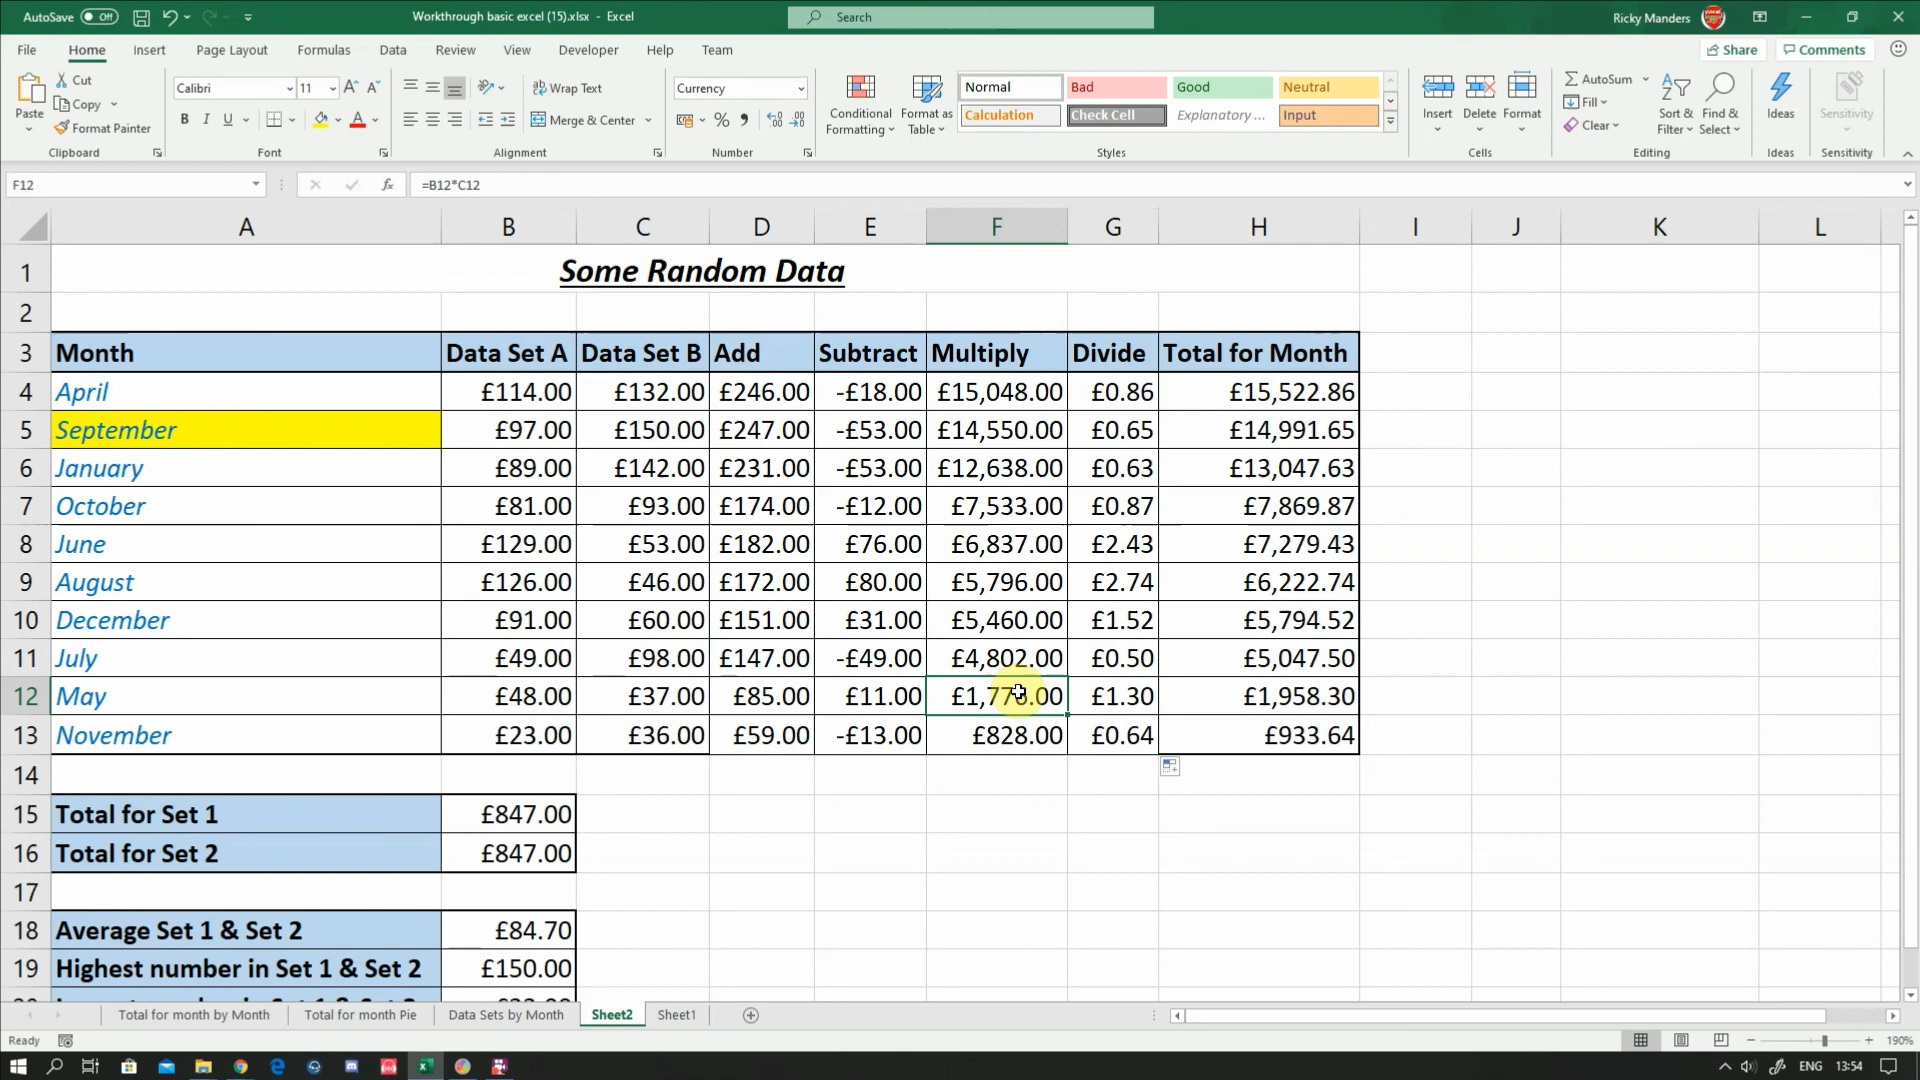 AutoSave Off Workthrough basic excel (15).xlsx - Excel Search Ricky Manders
File Home Insert Page Layout Formulas Data Review View Developer Help Team Share Comments
Paste Cut Copy Format Painter Clipboard
Calibri 11 B I U Font
Wrap Text Merge & Center Alignment
Currency % , Number
Conditional Formatting Format as Table Normal Bad Good Neutral Calculation Check Cell Explanatory ... Input Styles
Insert Delete Format Cells
AutoSum Fill Clear Sort & Filter Find & Select Editing
Ideas Ideas
Sensitivity Sensitivity
F12 fx =B12*C12
A B C D E F G H I J K L
1 Some Random Data
2
3 Month Data Set A Data Set B Add Subtract Multiply Divide Total for Month
4 April £114.00 £132.00 £246.00 -£18.00 £15,048.00 £0.86 £15,522.86
5 September £97.00 £150.00 £247.00 -£53.00 £14,550.00 £0.65 £14,991.65
6 January £89.00 £142.00 £231.00 -£53.00 £12,638.00 £0.63 £13,047.63
7 October £81.00 £93.00 £174.00 -£12.00 £7,533.00 £0.87 £7,869.87
8 June £129.00 £53.00 £182.00 £76.00 £6,837.00 £2.43 £7,279.43
9 August £126.00 £46.00 £172.00 £80.00 £5,796.00 £2.74 £6,222.74
10 December £91.00 £60.00 £151.00 £31.00 £5,460.00 £1.52 £5,794.52
11 July £49.00 £98.00 £147.00 -£49.00 £4,802.00 £0.50 £5,047.50
12 May £48.00 £37.00 £85.00 £11.00 £1,776.00 £1.30 £1,958.30
13 November £23.00 £36.00 £59.00 -£13.00 £828.00 £0.64 £933.64
14
15 Total for Set 1 £847.00
16 Total for Set 2 £847.00
17
18 Average Set 1 & Set 2 £84.70
19 Highest number in Set 1 & Set 2 £150.00
Total for month by Month Total for month Pie Data Sets by Month Sheet2 Sheet1
Ready 190%
ENG 13:54